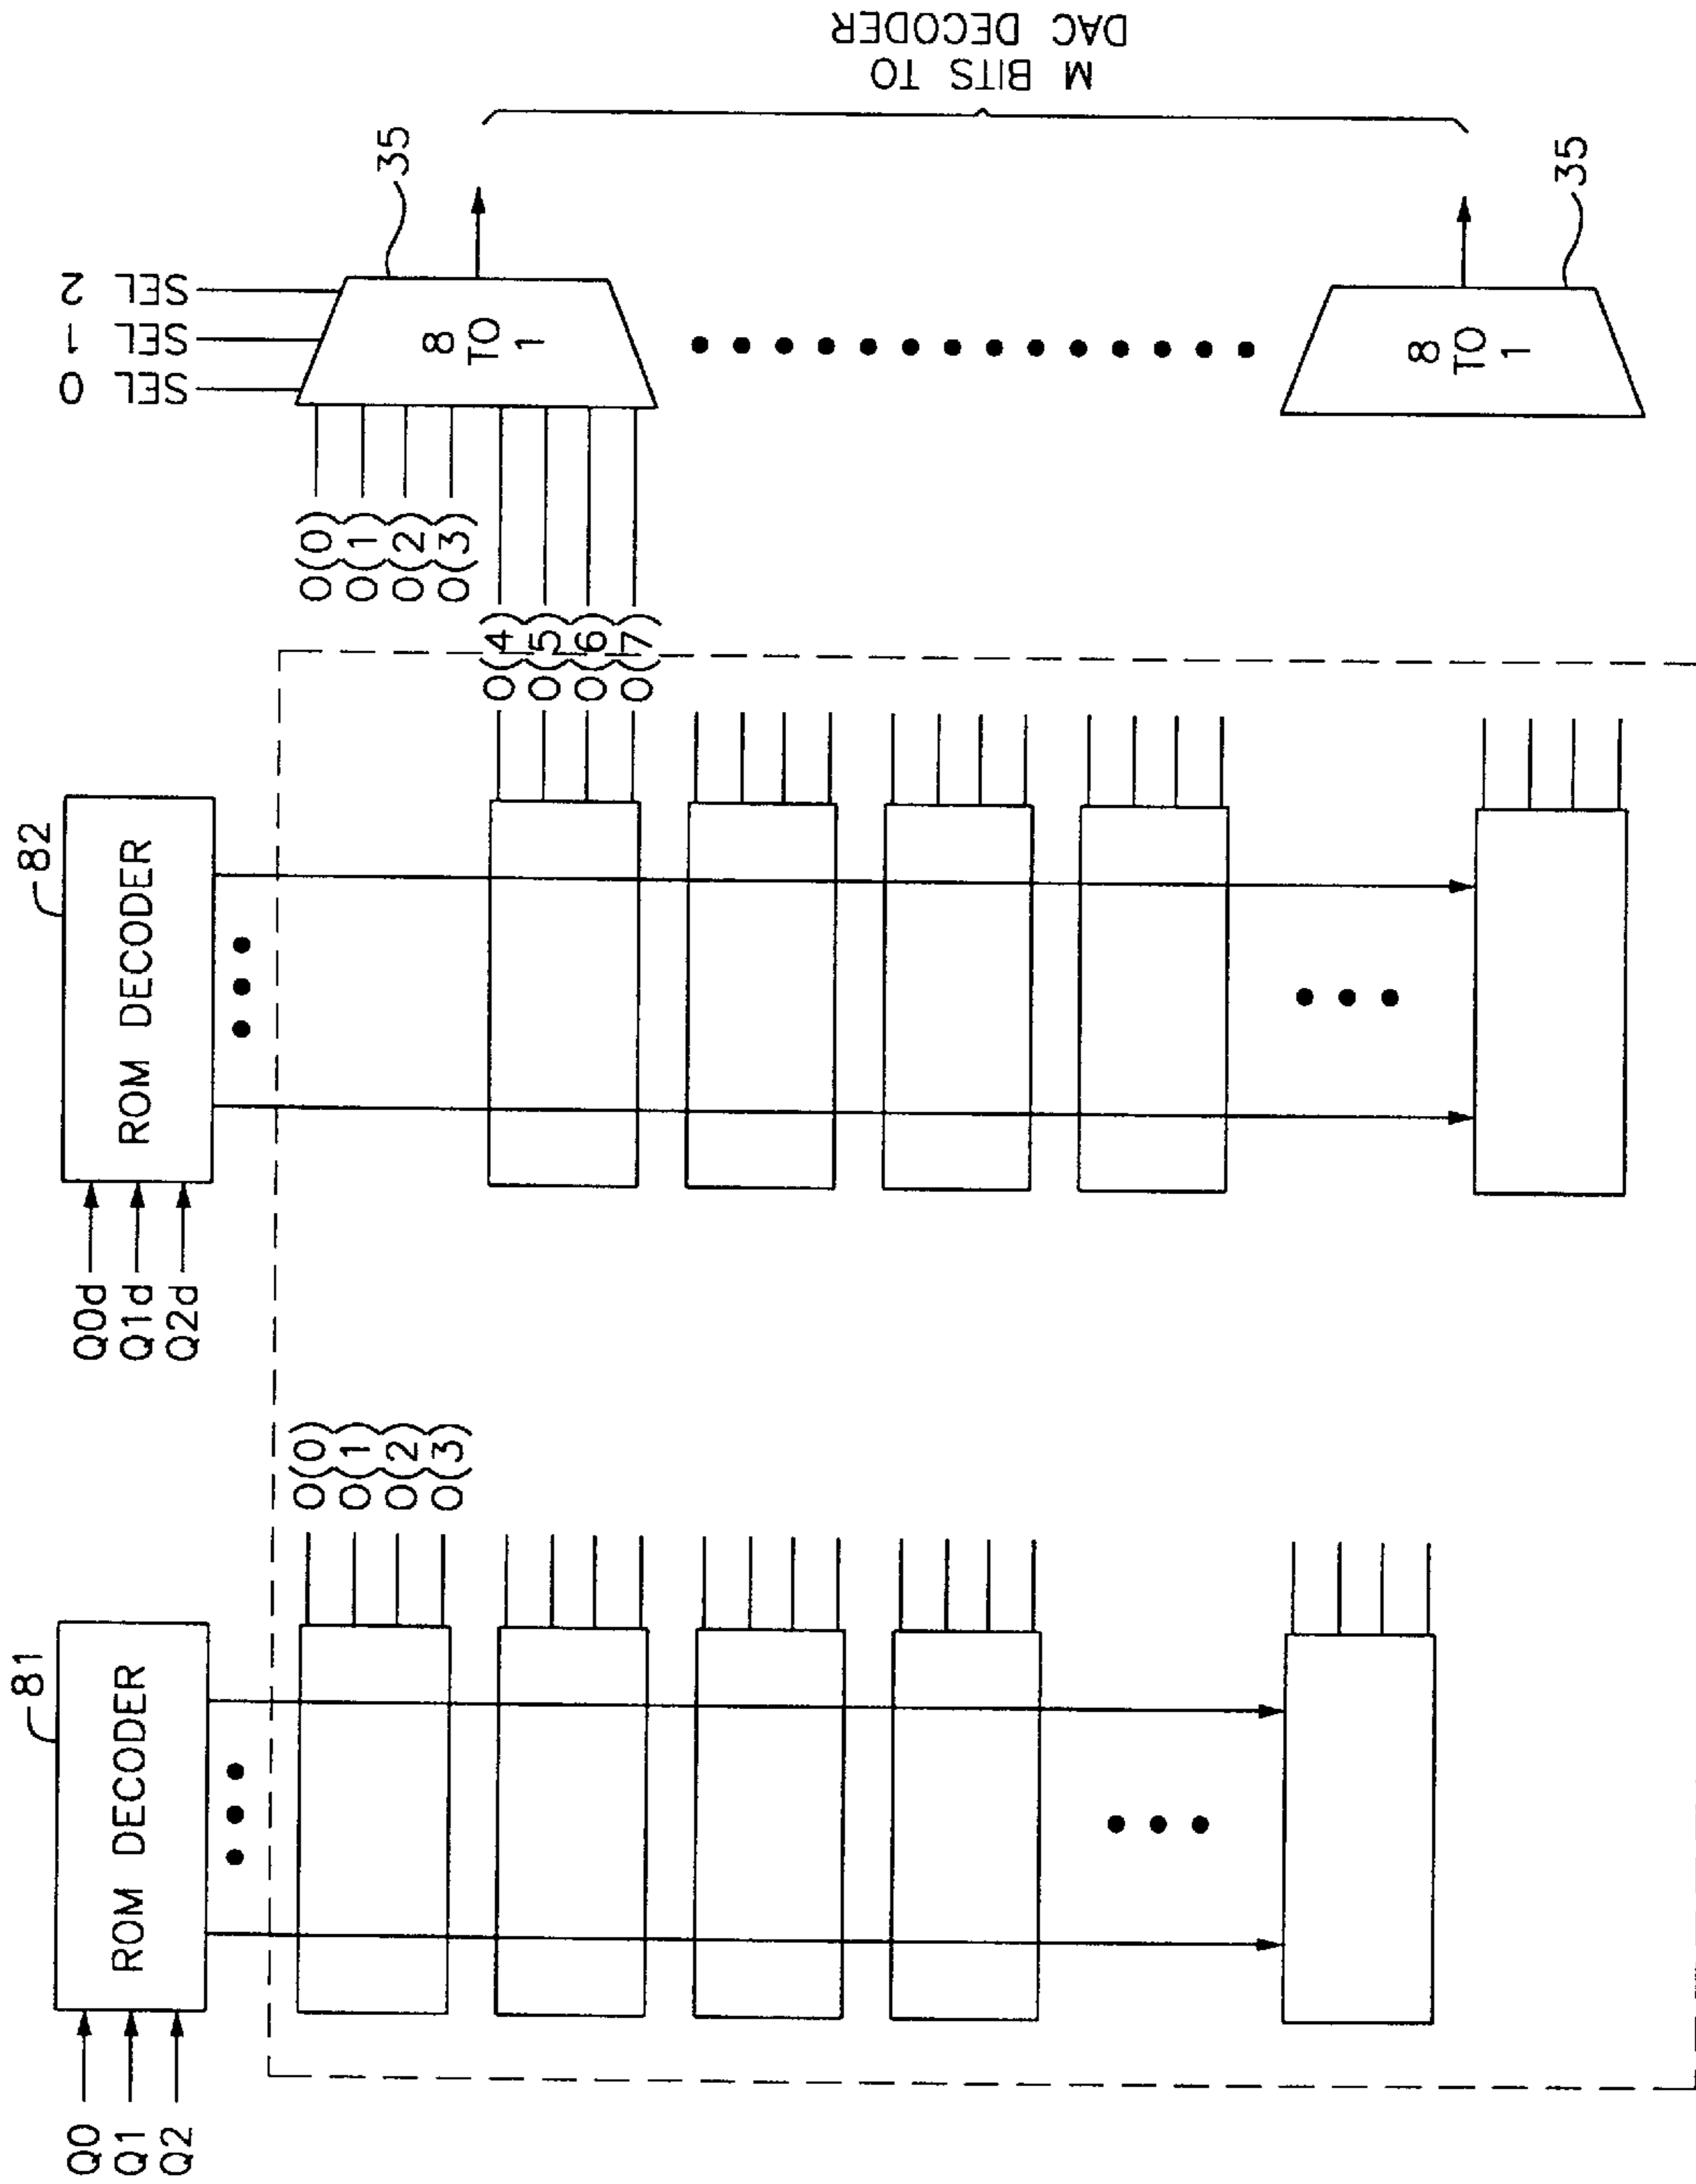 Q0
Q1
Q2
81
ROM DECODER
O(0)
O(1)
O(2)
O(3)
Q0d
Q1d
Q2d
82
ROM DECODER
O(4)
O(5)
O(6)
O(7)
O(0)
O(1)
O(2)
O(3)
SEL 0
SEL 1
SEL 2
8
TO
1
35
8
TO
1
35
M BITS TO
DAC DECODER